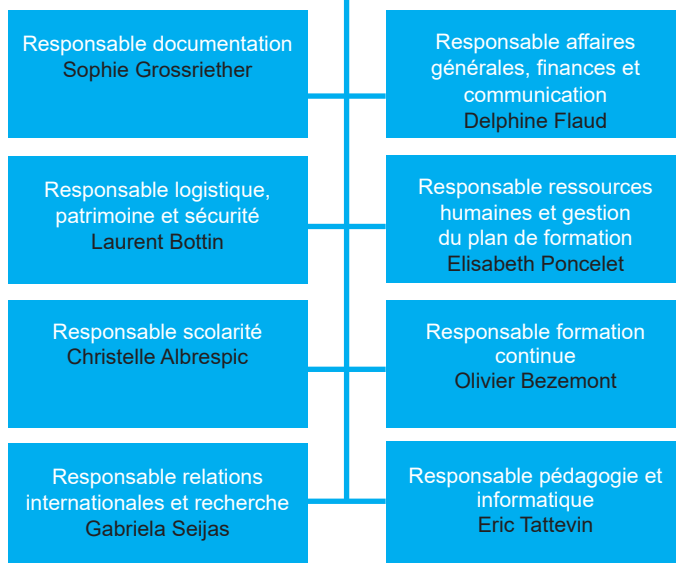 Responsable documentation
Sophie Grossriether
Responsable affaires
générales, finances et
communication
Delphine Flaud
Responsable logistique,
patrimoine et sécurité
Laurent Bottin
Responsable ressources
humaines et gestion
du plan de formation
Elisabeth Poncelet
Responsable scolarité
Christelle Albrespic
Responsable formation
continue
Olivier Bezemont
Responsable relations
internationales et recherche
Gabriela Seijas
Responsable pédagogie et
informatique
Eric Tattevin